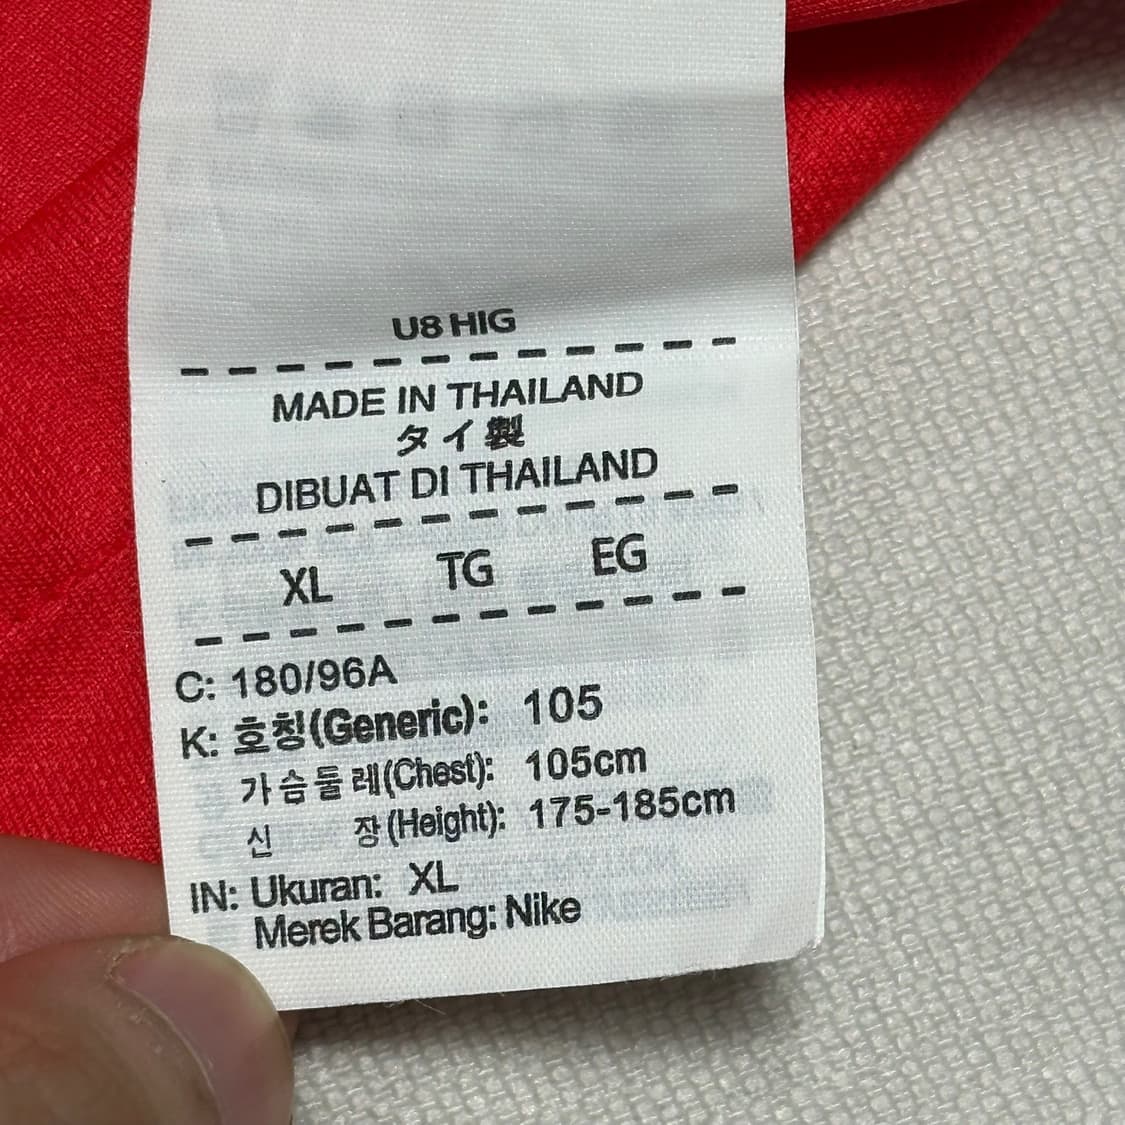 U8 HIG
MADE IN THAILAND
タイ製
DIBUAT DI THAILAND
XL TG EG
C: 180/96A
K: 호칭(Generic): 105
가슴둘레(Chest): 105cm
신 장(Height): 175-185cm
IN: Ukuran: XL
Merek Barang: Nike